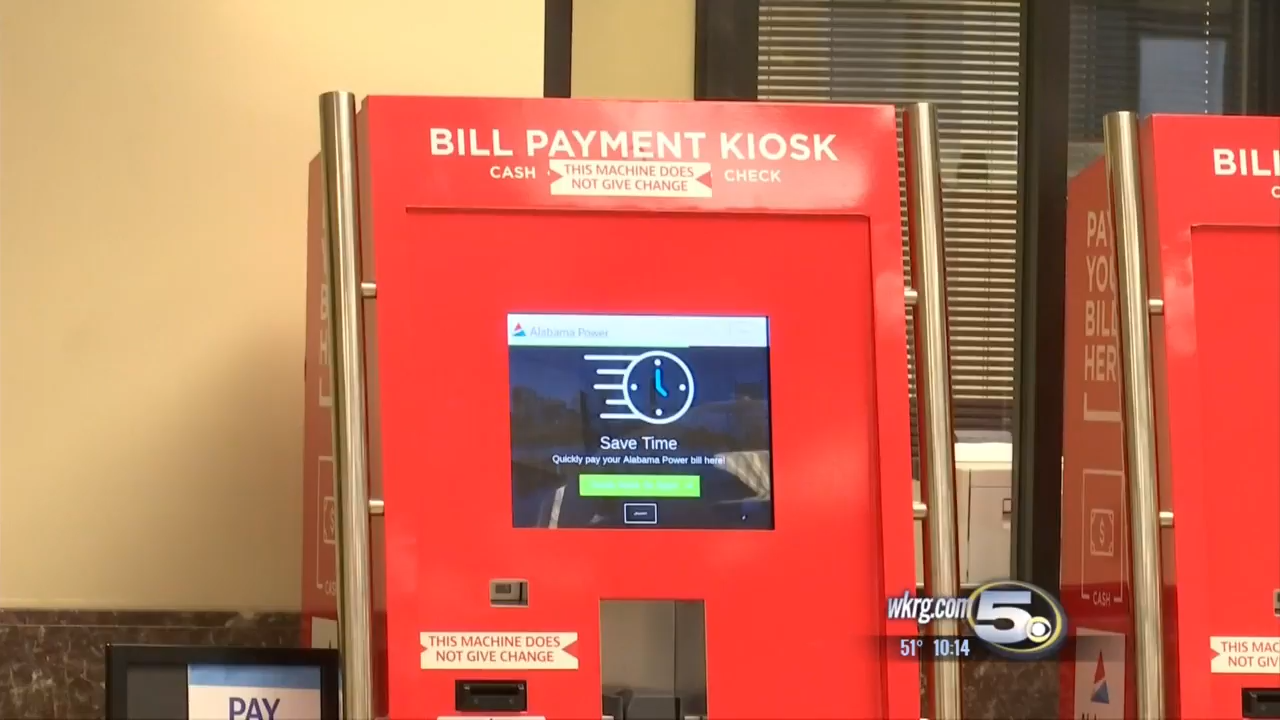 BILL PAYMENT KIOSK
CASH
THIS MACHINE DOES
NOT GIVE CHANGE
CHECK
Alabama Power
Save Time
Quickly pay your Alabama Power bill here!
THIS MACHINE DOES
NOT GIVE CHANGE
PAY
BILL
PAY
YOU
BILL
HER
CASH
THIS MAC
NOT GIV
wkrg.com 5
51° 10:14